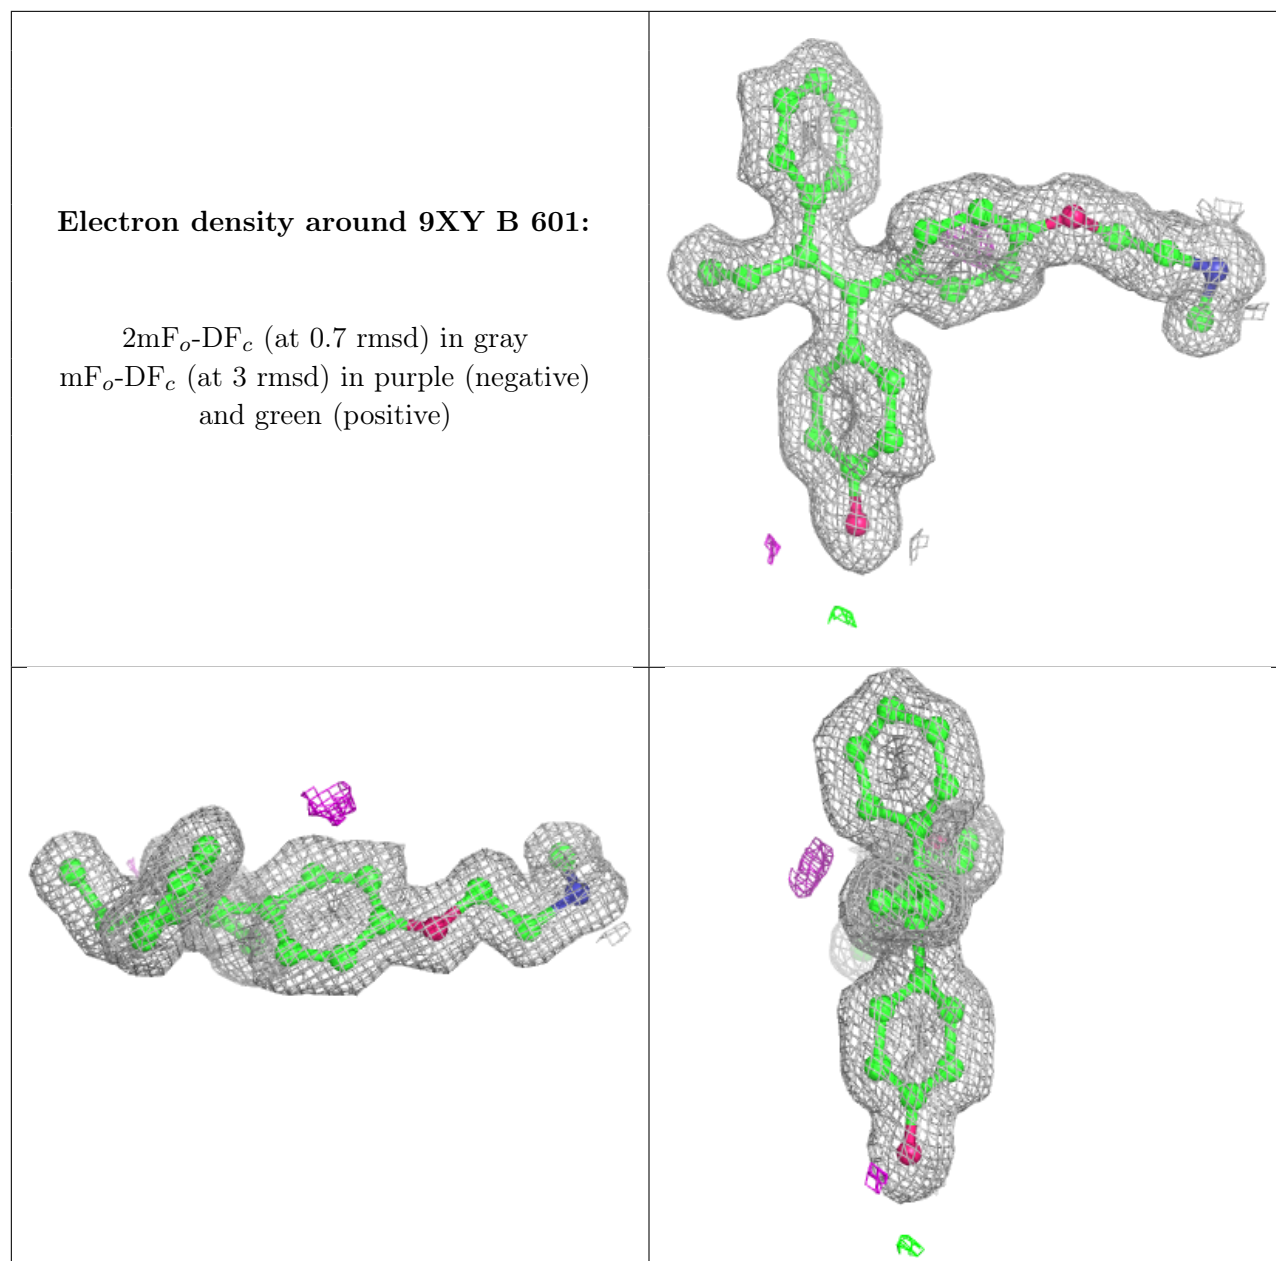 Electron density around 9XY B 601:
2mFo-DFc (at 0.7 rmsd) in gray
mFo-DFc (at 3 rmsd) in purple (negative)
and green (positive)